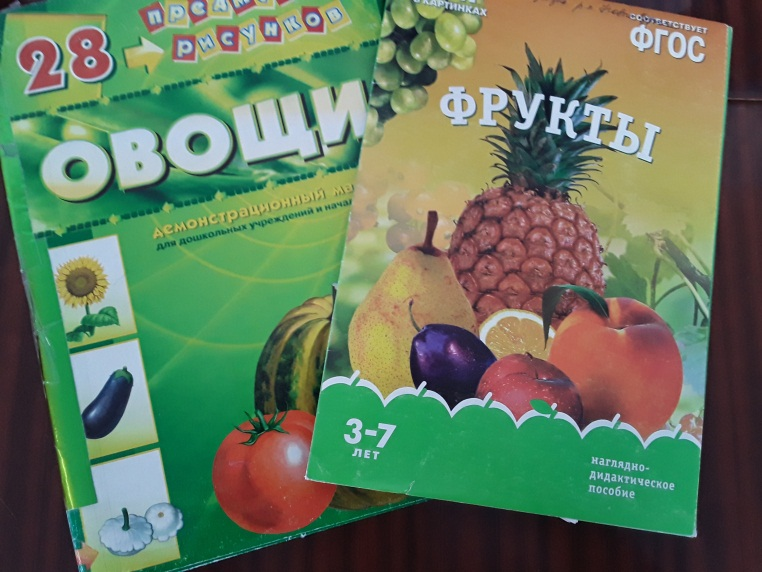 28
рисунков
ОВОЩИ
демонстрационный
для дошкольных учреждений и
В КАРТИНКАХ
СООТВЕТСТВУЕТ
ФГОС
ФРУКТЫ
3-7
ЛЕТ
наглядно-
дидактическое
пособие